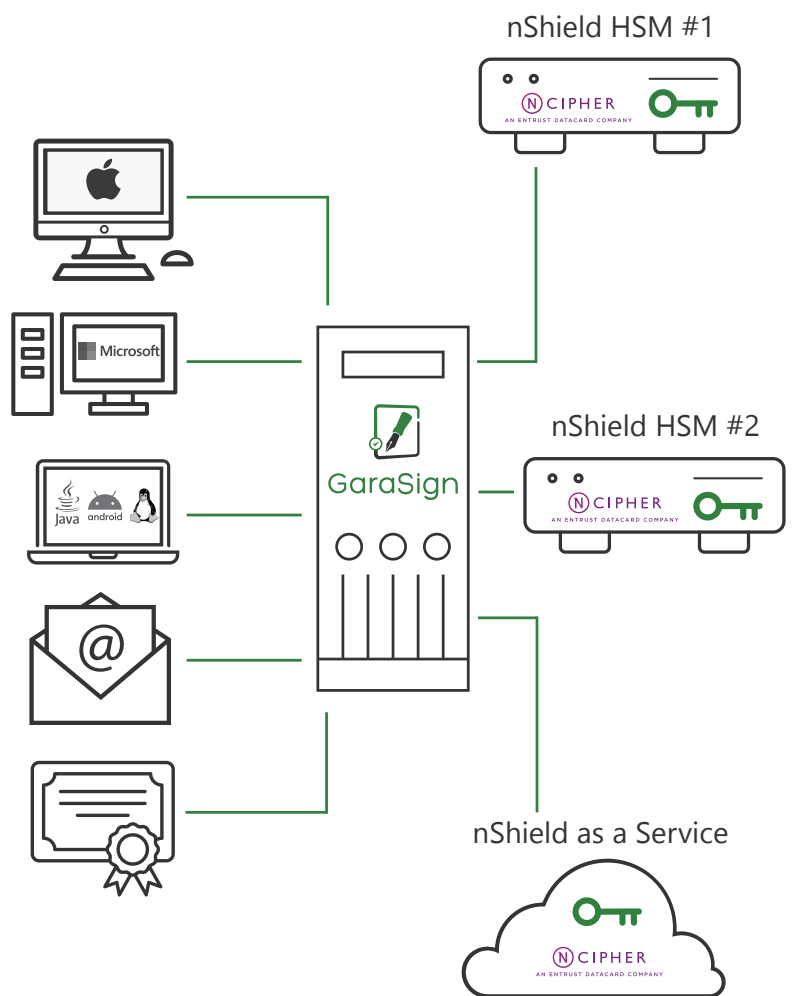 nShield HSM #1
N CIPHER
AN ENTRUST DATACARD COMPANY
Microsoft
GaraSign
nShield HSM #2
N CIPHER
AN ENTRUST DATACARD COMPANY
Java android
@
nShield as a Service
N CIPHER
AN ENTRUST DATACARD COMPANY